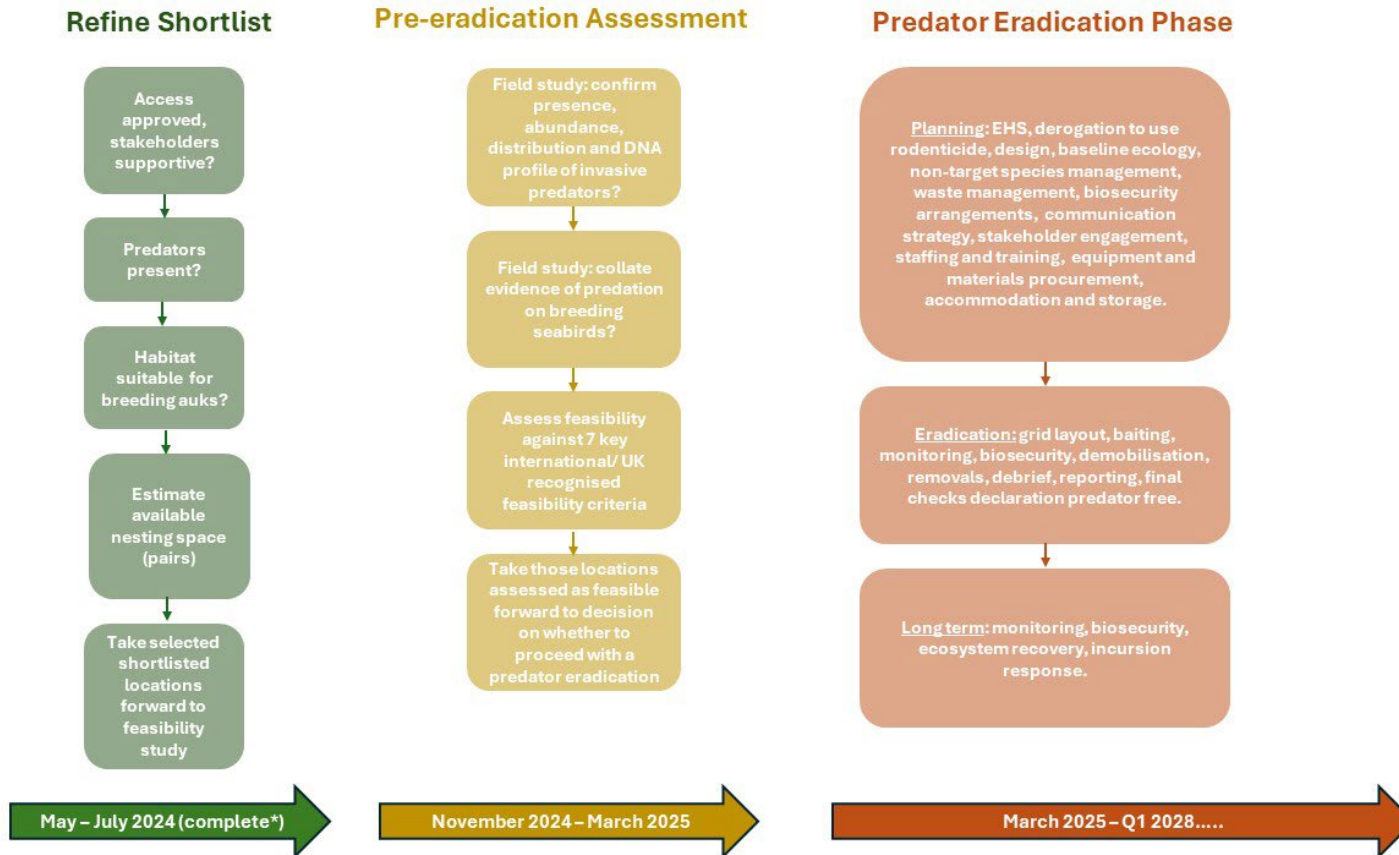 Refine Shortlist
Access
approved,
stakeholders
supportive?
Predators
present?
Habitat
suitable for
breeding auks?
Estimate
available
nesting space
(pairs)
Take selected
shortlisted
locations
forward to
feasibility
study
May – July 2024 (complete*)
Pre-eradication Assessment
Field study: confirm
presence,
abundance,
distribution and DNA
profile of invasive
predators?
Field study: collate
evidence of predation
on breeding
seabirds?
Assess feasibility
against 7 key
international/ UK
recognised
feasibility criteria
Take those locations
assessed as feasible
forward to decision
on whether to
proceed with a
predator eradication
November 2024 – March 2025
Predator Eradication Phase
Planning: EHS, derogation to use
rodenticide, design, baseline ecology,
non-target species management,
waste management, biosecurity
arrangements, communication
strategy, stakeholder engagement,
staffing and training, equipment and
materials procurement,
accommodation and storage.
Eradication: grid layout, baiting,
monitoring, biosecurity, demobilisation,
removals, debrief, reporting, final
checks declaration predator free.
Long term: monitoring, biosecurity,
ecosystem recovery, incursion
response.
March 2025 – Q1 2028.....